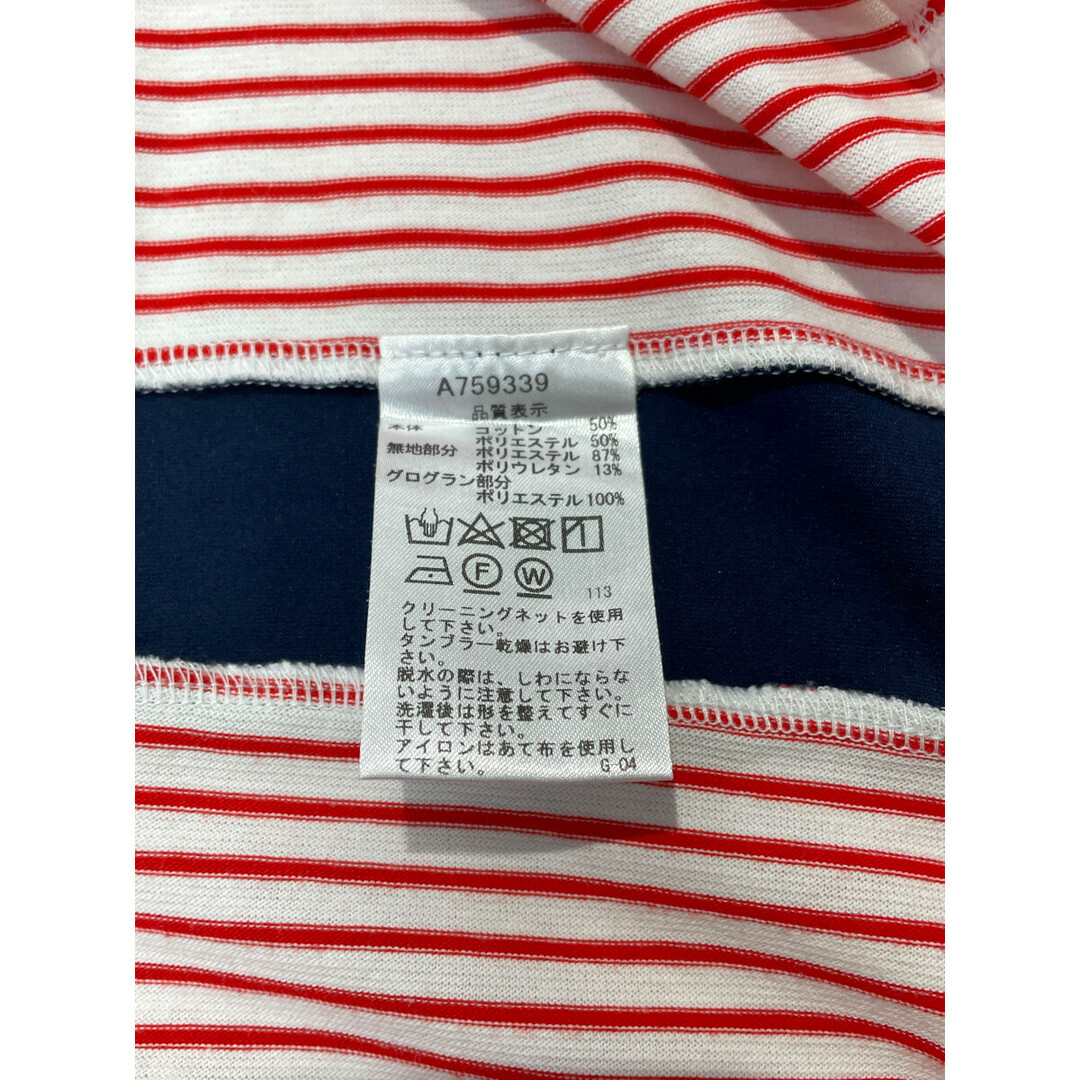 A759339
品質表示
本体 コットン 50%
ポリエステル 50%
無地部分 ポリエステル 87%
ポリウレタン 13%
グログラン部分
ポリエステル 100%
F W
113
クリーニングネットを使用
して下さい。
タンブラー乾燥はお避け下
さい。
脱水の際は、しわにならな
いように注意して下さい。
洗濯後は形を整えてすぐに
干して下さい。
アイロンはあて布を使用し
て下さい。 G-04